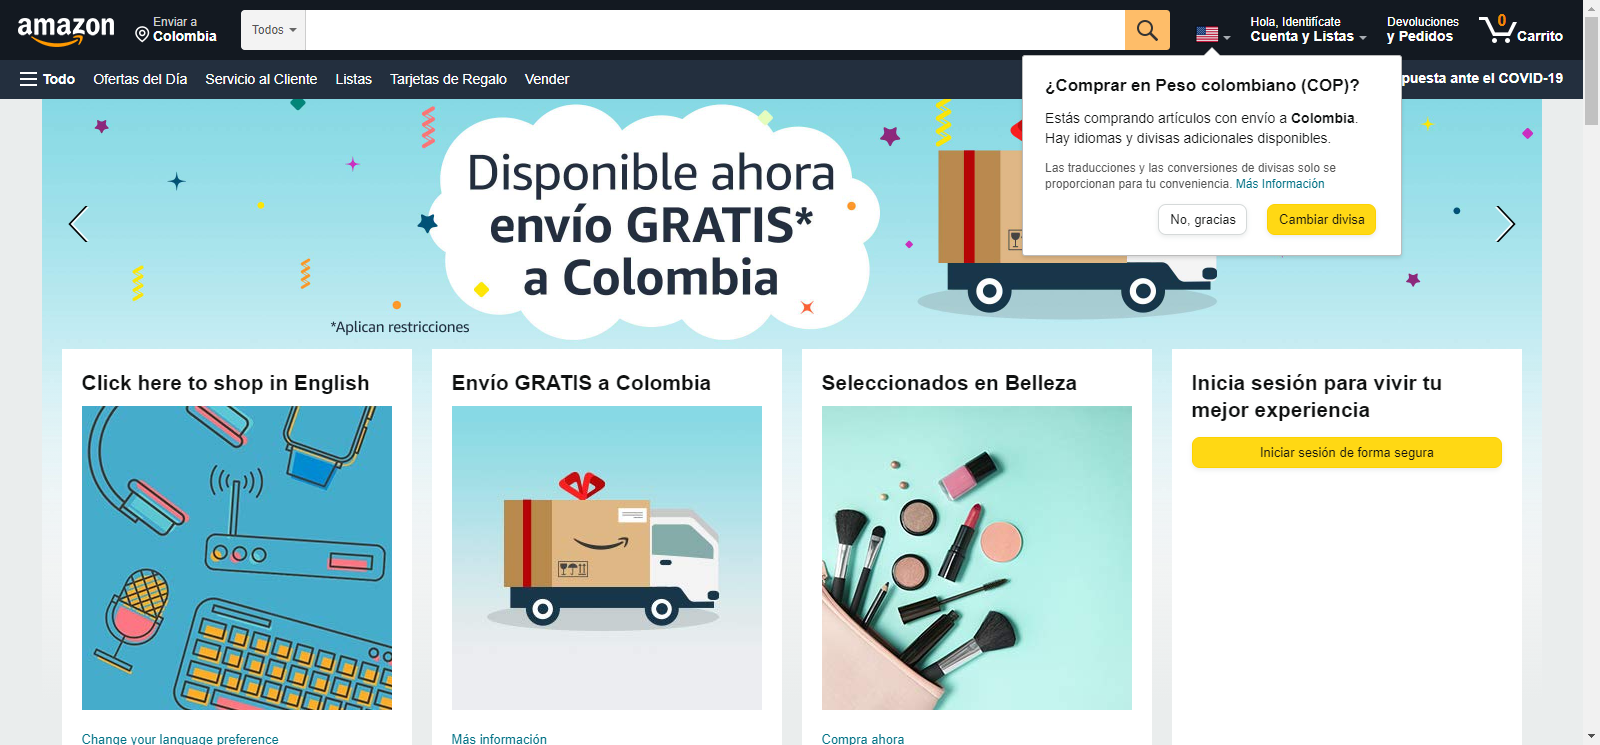 amazon
Enviar a
Colombia
Todos
Hola, Identifícate
Cuenta y Listas
Devoluciones
y Pedidos
0
Carrito
Todo
Ofertas del Día
Servicio al Cliente
Listas
Tarjetas de Regalo
Vender
puesta ante el COVID-19
¿Comprar en Peso colombiano (COP)?
Estás comprando artículos con envío a Colombia.
Hay idiomas y divisas adicionales disponibles.
Las traducciones y las conversiones de divisas solo se
proporcionan para tu conveniencia. Más Información
No, gracias
Cambiar divisa
Disponible ahora
envío GRATIS*
a Colombia
*Aplican restricciones
Click here to shop in English
Change your language preference
Envío GRATIS a Colombia
Más información
Seleccionados en Belleza
Compra ahora
Inicia sesión para vivir tu
mejor experiencia
Iniciar sesión de forma segura